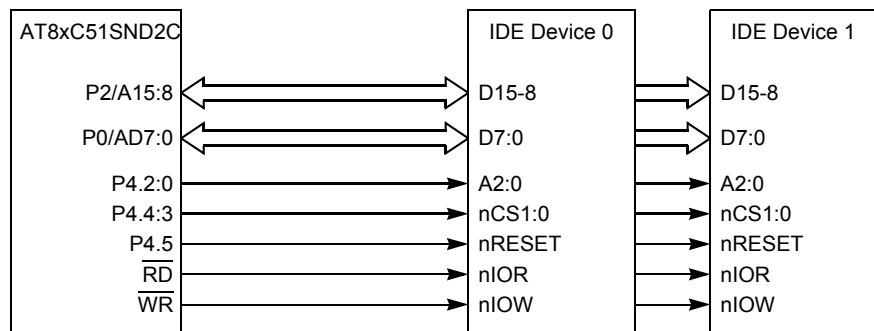 AT8xC51SND2C IDE Device 0 IDE Device 1
P2/A15:8 D15-8 D15-8
P0/AD7:0 D7:0 D7:0
P4.2:0 A2:0 A2:0
P4.4:3 nCS1:0 nCS1:0
P4.5 nRESET nRESET
RD nIOR nIOR
WR nIOW nIOW